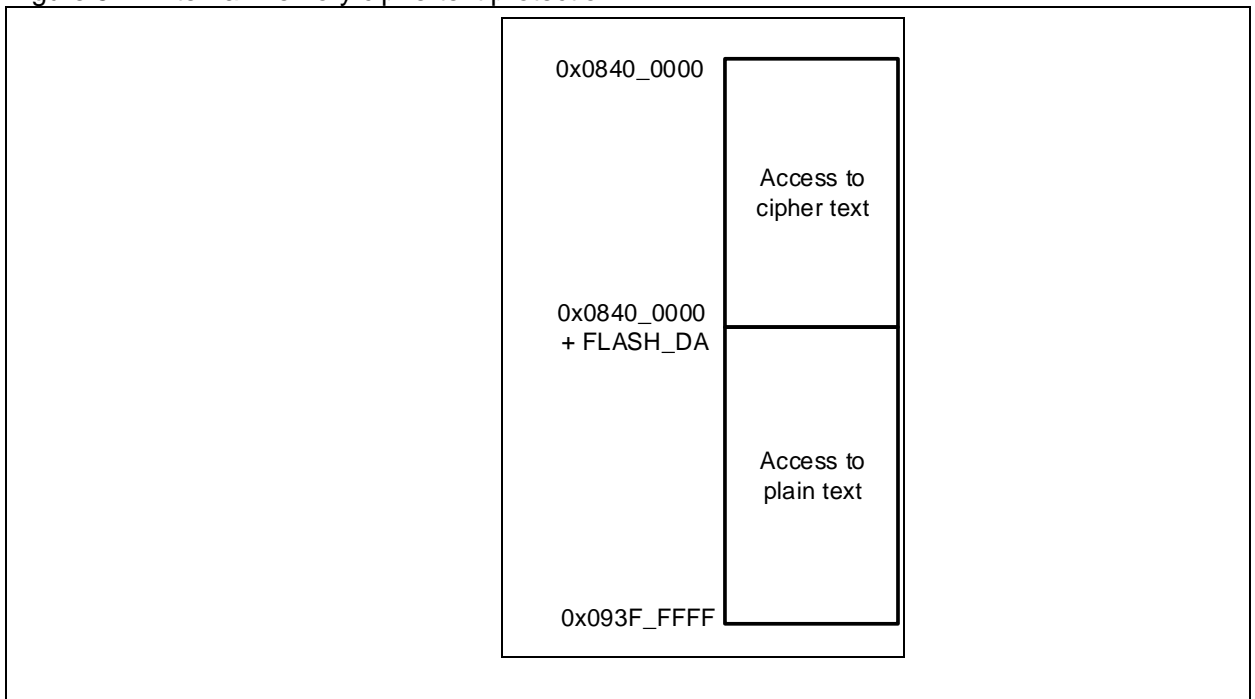 0x0840_0000
Access to
cipher text
0x0840_0000
+ FLASH_DA
Access to
plain text
0x093F_FFFF